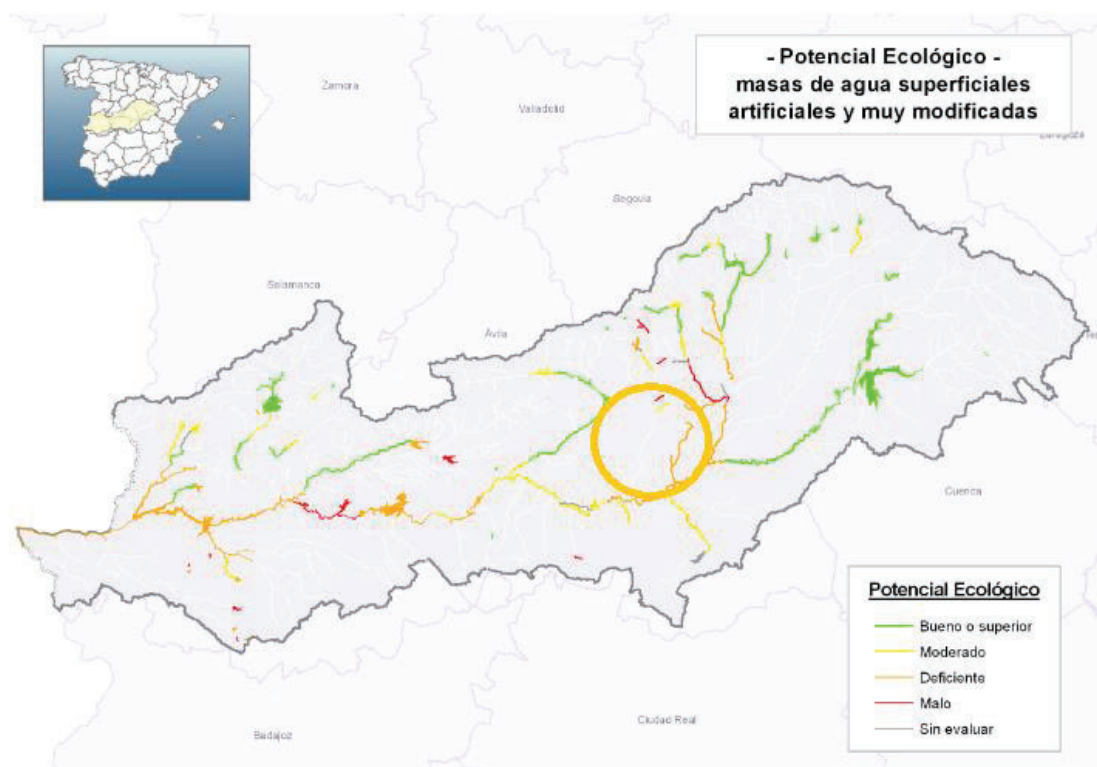 - Potencial Ecológico -
masas de agua superficiales
artificiales y muy modificadas
Zamora
Valladolid
Zaragoza
Segovia
Salamanca
Ávila
Cuenca
Ciudad Real
Badajoz
Potencial Ecológico
Bueno o superior
Moderado
Deficiente
Malo
Sin evaluar